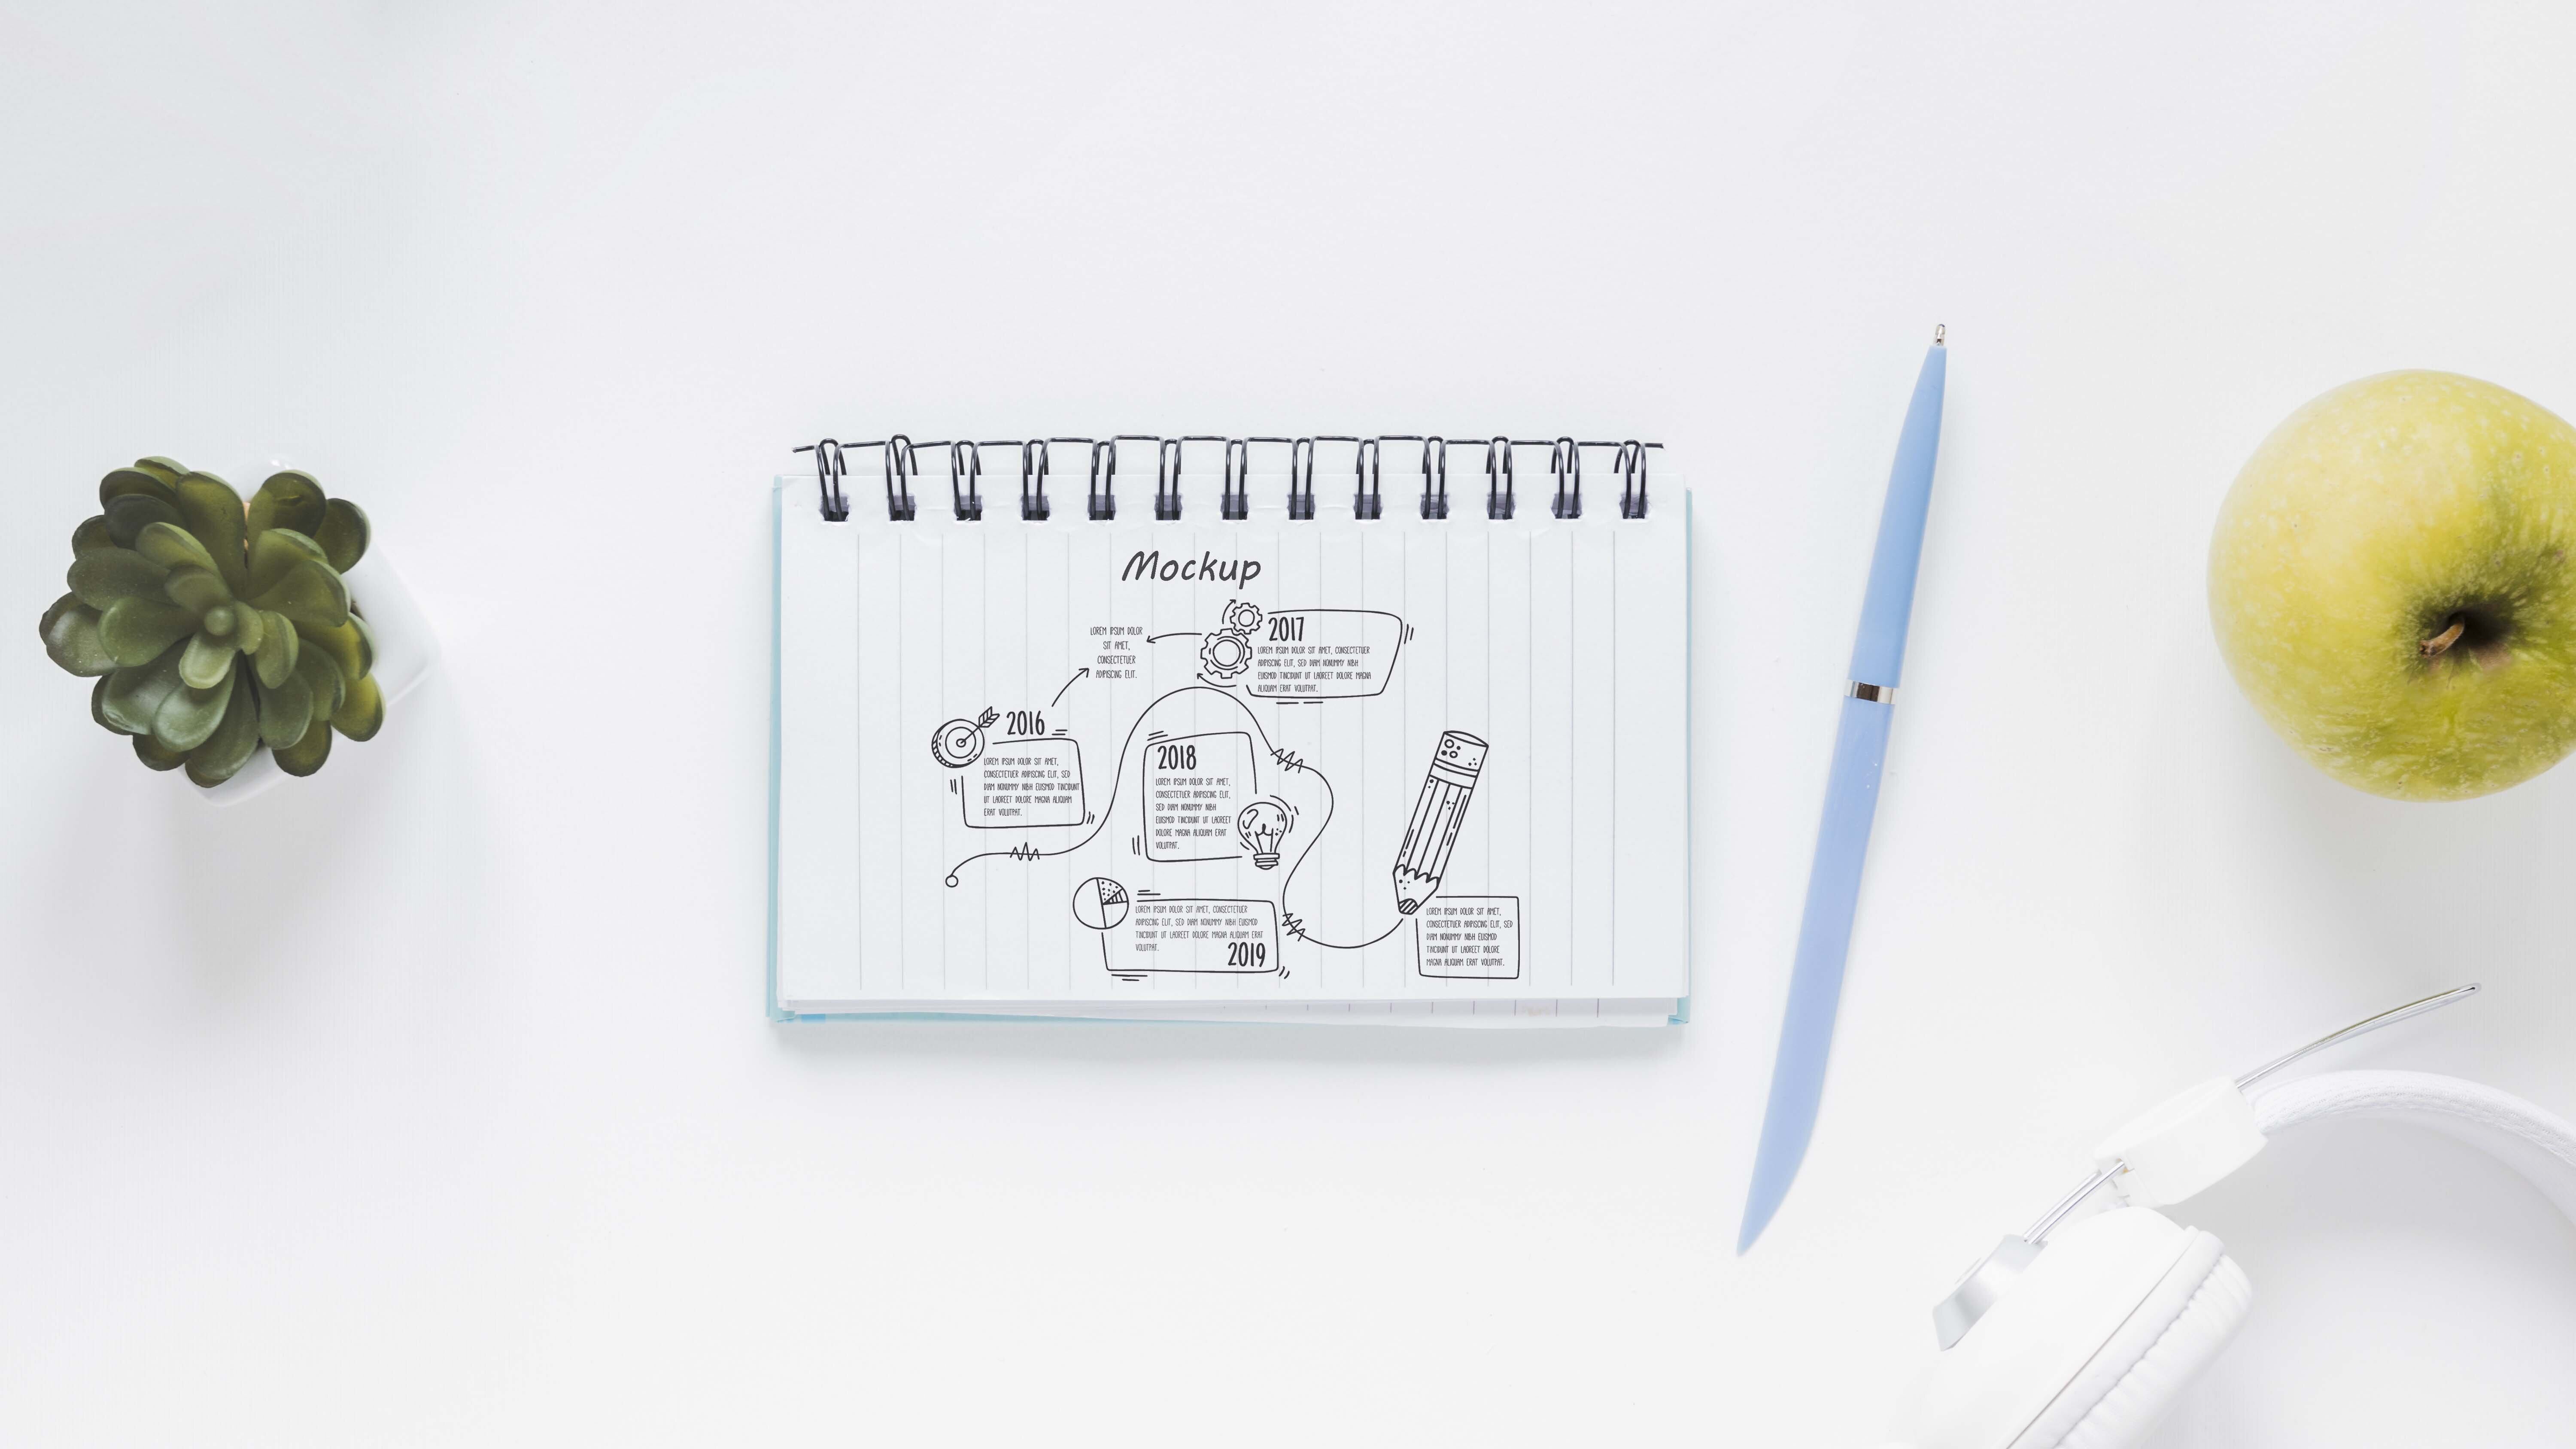 Mockup
LOREM IPSUM DOLOR
SIT AMET,
CONSECTETUER
ADIPISCING ELIT.
2017
LOREM IPSUM DOLOR SIT AMET, CONSECTETUER
ADIPISCING ELIT, SED DIAM NONUMMY NIBH
EUISMOD TINCIDUNT UT LAOREET DOLORE MAGNA
ALIQUAM ERAT VOLUTPAT.
2016
LOREM IPSUM DOLOR SIT AMET,
CONSECTETUER ADIPISCING ELIT, SED
DIAM NONUMMY NIBH EUISMOD TINCIDUNT
UT LAOREET DOLORE MAGNA ALIQUAM
ERAT VOLUTPAT.
2018
LOREM IPSUM DOLOR SIT AMET,
CONSECTETUER ADIPISCING ELIT,
SED DIAM NONUMMY NIBH
EUISMOD TINCIDUNT UT LAOREET
DOLORE MAGNA ALIQUAM ERAT
VOLUTPAT.
LOREM IPSUM DOLOR SIT AMET, CONSECTETUER
ADIPISCING ELIT, SED DIAM NONUMMY NIBH EUISMOD
TINCIDUNT UT LAOREET DOLORE MAGNA ALIQUAM ERAT
VOLUTPAT.
2019
LOREM IPSUM DOLOR SIT AMET,
CONSECTETUER ADIPISCING ELIT, SED
DIAM NONUMMY NIBH EUISMOD
TINCIDUNT UT LAOREET DOLORE
MAGNA ALIQUAM ERAT VOLUTPAT.